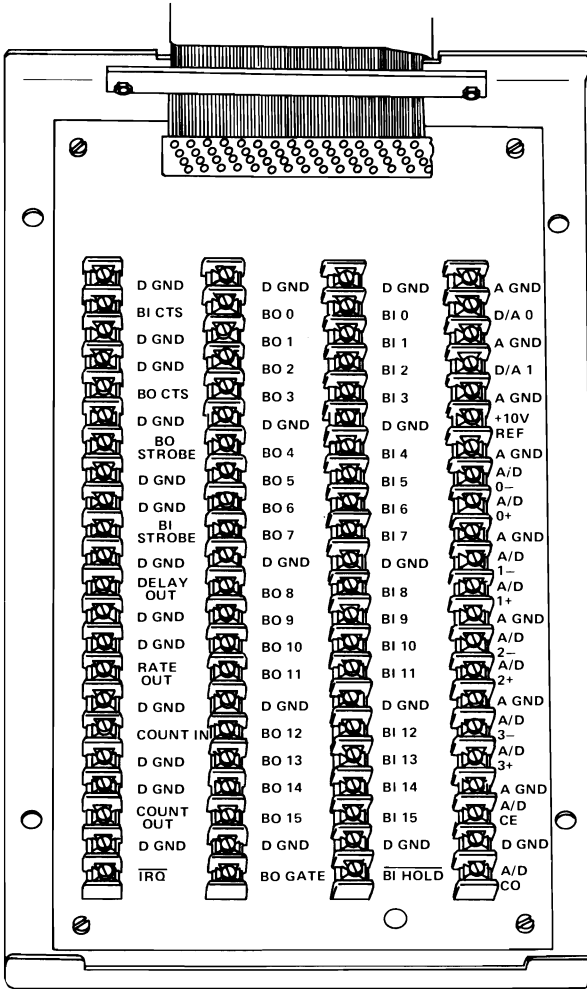 D GND
BI CTS
D GND
D GND
BO CTS
D GND
BO
STROBE
D GND
D GND
BI
STROBE
D GND
DELAY
OUT
D GND
D GND
RATE
OUT
D GND
COUNT IN
D GND
D GND
COUNT
OUT
D GND
IRQ
D GND
BO 0
BO 1
BO 2
BO 3
D GND
BO 4
BO 5
BO 6
BO 7
D GND
BO 8
BO 9
BO 10
BO 11
D GND
BO 12
BO 13
BO 14
BO 15
D GND
BO GATE
D GND
BI 0
BI 1
BI 2
BI 3
D GND
BI 4
BI 5
BI 6
BI 7
D GND
BI 8
BI 9
BI 10
BI 11
D GND
BI 12
BI 13
BI 14
BI 15
D GND
BI HOLD
A GND
D/A 0
A GND
D/A 1
A GND
+10V
REF
A GND
A/D
0−
A/D
0+
A GND
A/D
1−
A/D
1+
A GND
A/D
2−
A/D
2+
A GND
A/D
3−
A/D
3+
A GND
A/D
CE
D GND
A/D
CO